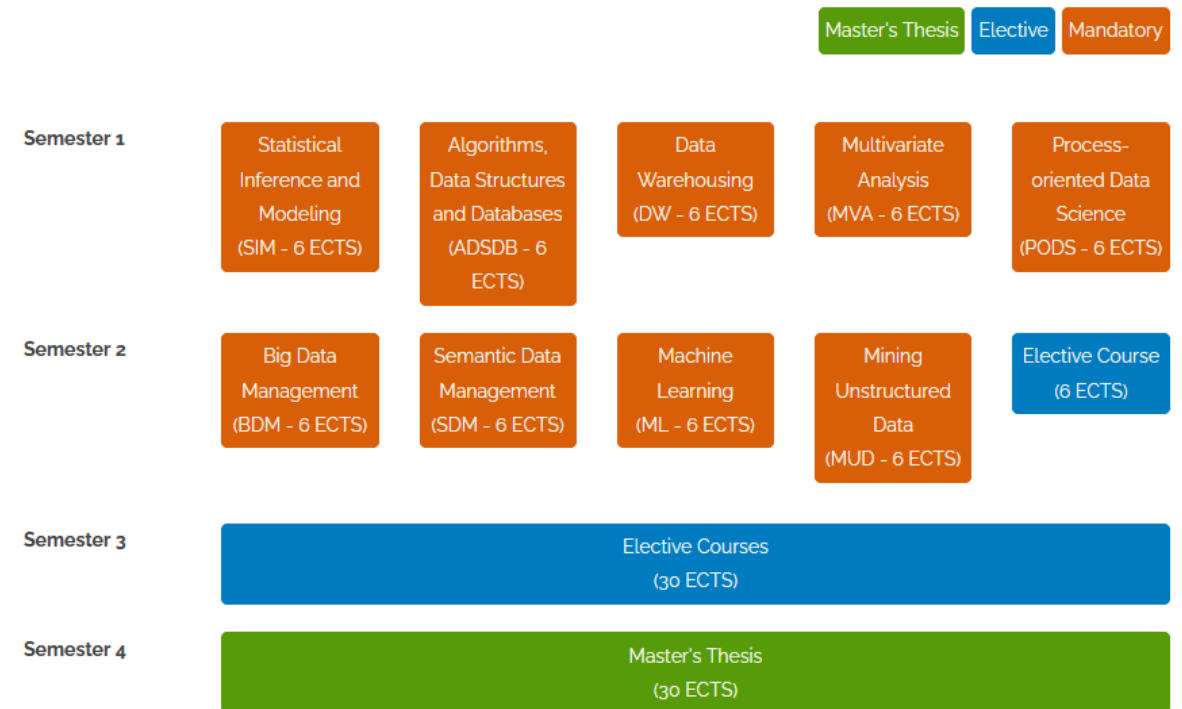 Master's Thesis Elective Mandatory
Semester 1
Statistical
Inference and
Modeling
(SIM - 6 ECTS)
Algorithms,
Data Structures
and Databases
(ADSDB - 6
ECTS)
Data
Warehousing
(DW - 6 ECTS)
Multivariate
Analysis
(MVA - 6 ECTS)
Process-
oriented Data
Science
(PODS - 6 ECTS)
Semester 2
Big Data
Management
(BDM - 6 ECTS)
Semantic Data
Management
(SDM - 6 ECTS)
Machine
Learning
(ML - 6 ECTS)
Mining
Unstructured
Data
(MUD - 6 ECTS)
Elective Course
(6 ECTS)
Semester 3
Elective Courses
(30 ECTS)
Semester 4
Master's Thesis
(30 ECTS)